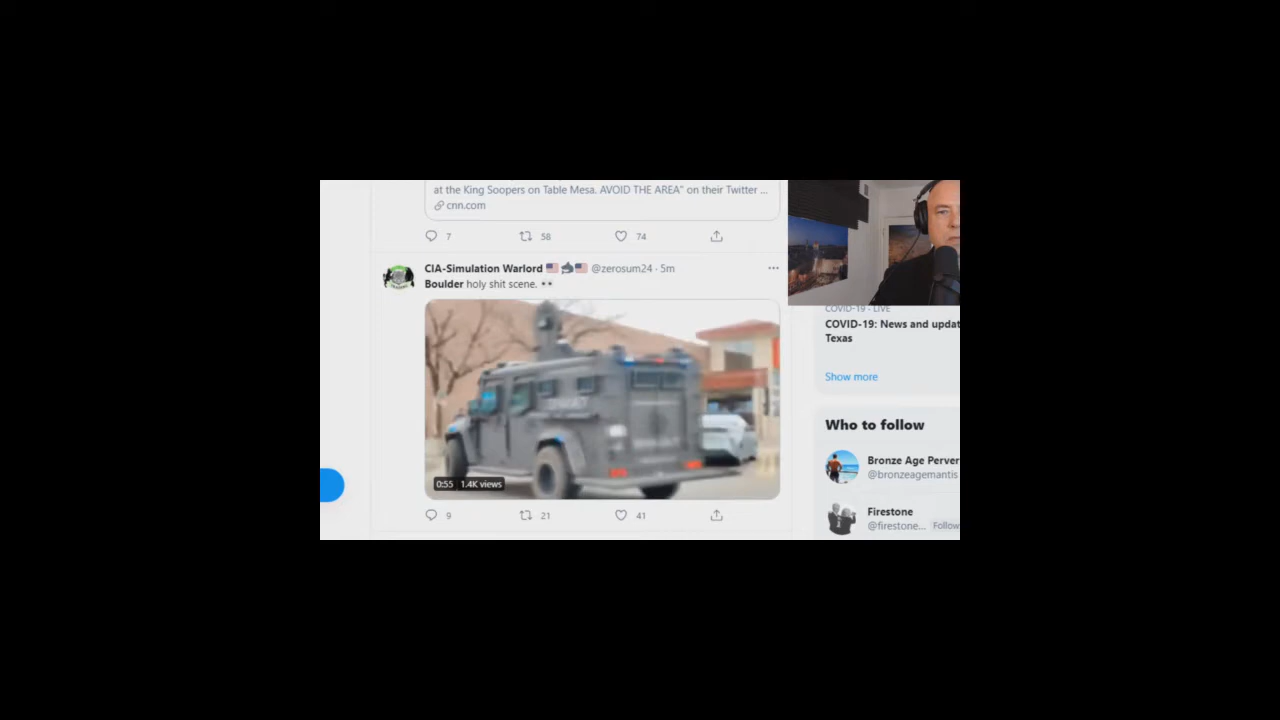 at the King Soopers on Table Mesa. AVOID THE AREA" on their Twitter ...
cnn.com
7 58 74
CIA-Simulation Warlord @zerosum24 · 5m
Boulder holy shit scene.
0:55 1.4K views
9 21 41
COVID-19 · LIVE
COVID-19: News and updat
Texas
Show more
Who to follow
Bronze Age Perver
@bronzeagemantis
Firestone
@firestone... Follow